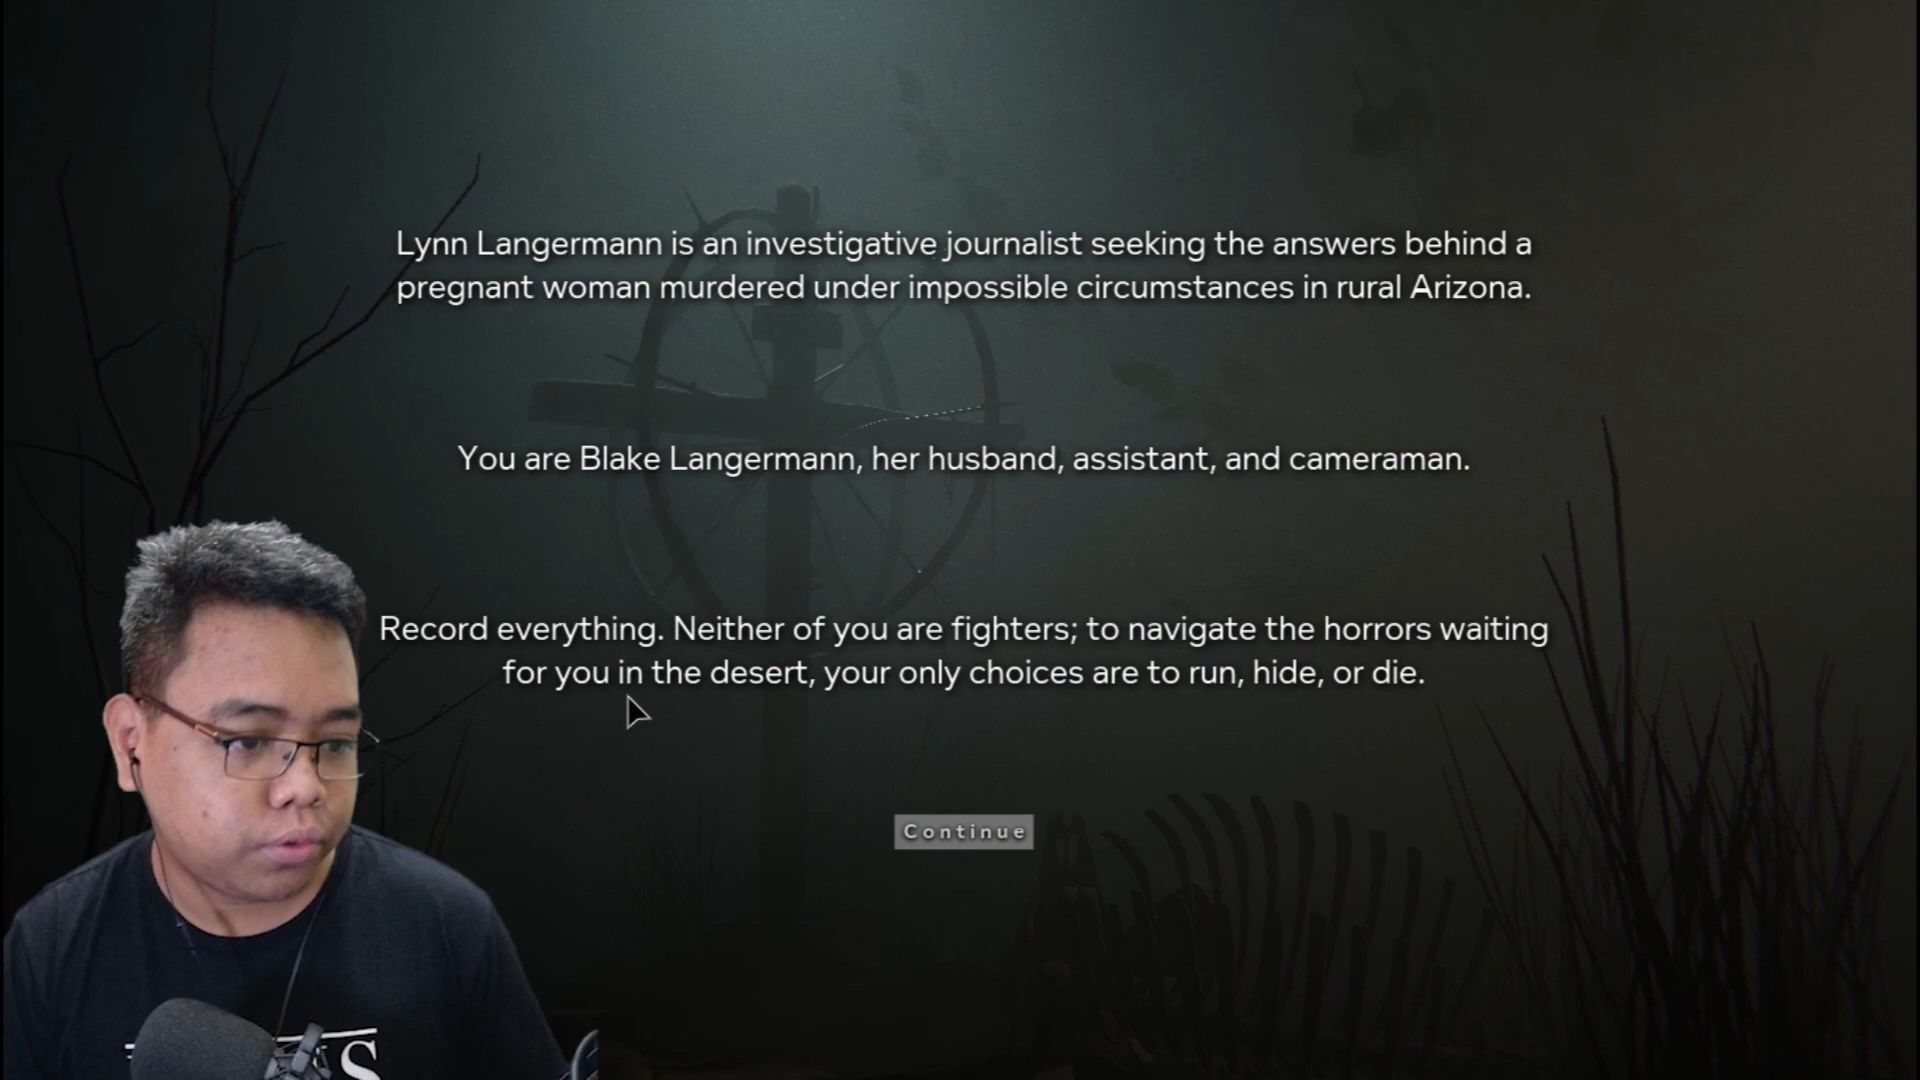 Lynn Langermann is an investigative journalist seeking the answers behind a
pregnant woman murdered under impossible circumstances in rural Arizona.
You are Blake Langermann, her husband, assistant, and cameraman.
Record everything. Neither of you are fighters; to navigate the horrors waiting
for you in the desert, your only choices are to run, hide, or die.
Continue